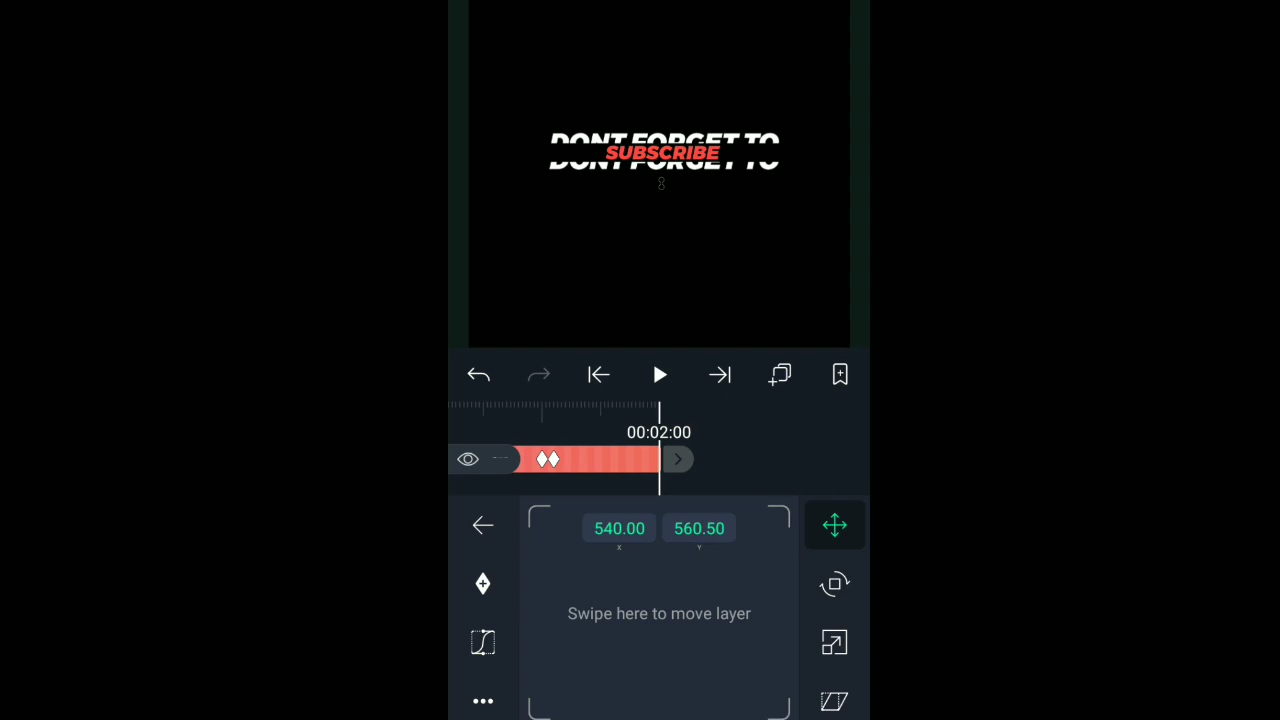 DONT FORGET TO
SUBSCRIBE
DONT FORGET TO
00:02:00
540.00 560.50
X Y
Swipe here to move layer